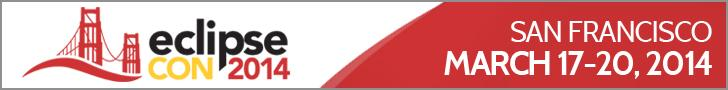 eclipse
CON 2014
SAN FRANCISCO
MARCH 17-20, 2014